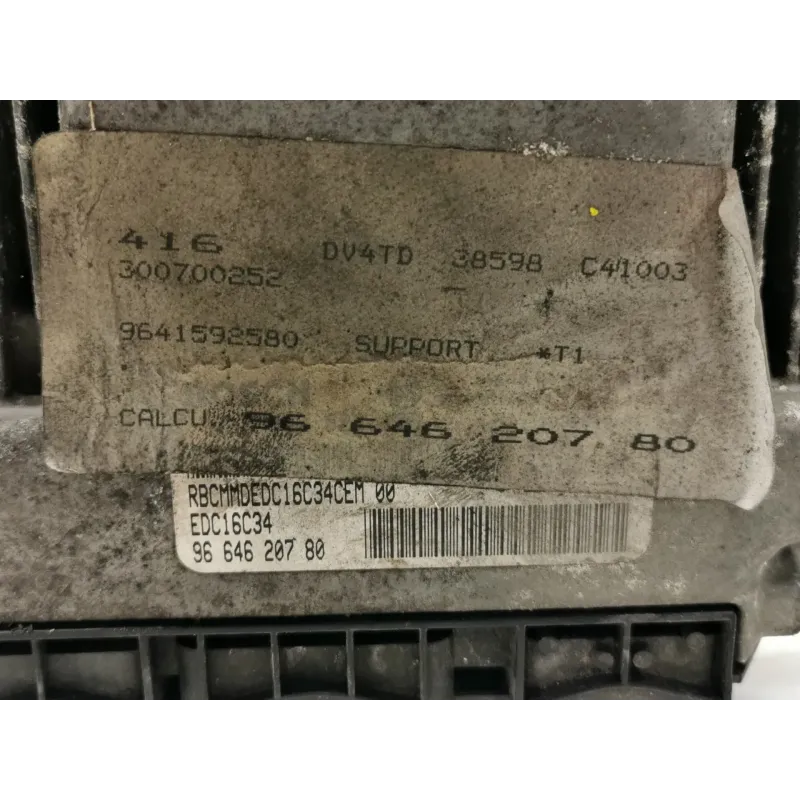 416 DV4TD 38598 C41003
300700252
9641592580 SUPPORT *T1
CALCU. 96 646 207 80
RBCMMDEDC16C34CEM 00
EDC16C34
96 646 207 80